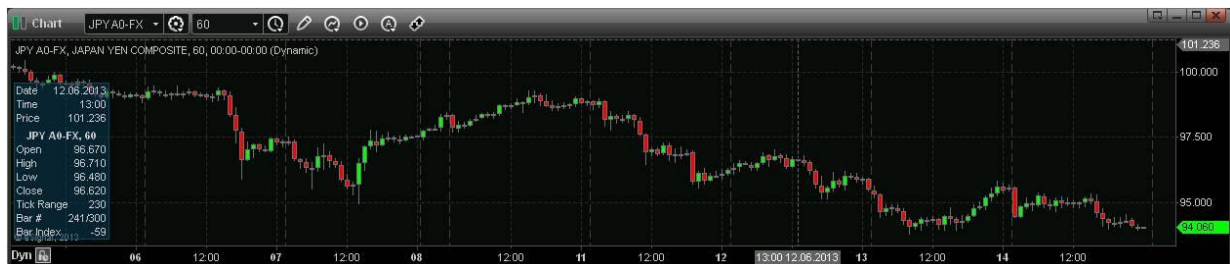 Chart JPY A0-FX 60
JPY A0-FX, JAPAN YEN COMPOSITE, 60, 00:00-00:00 (Dynamic)
101.236
100.000
97.500
95.000
94.060
Date 12.06.2013
Time 13:00
Price 101.236
JPY A0-FX, 60
Open 96.670
High 96.710
Low 96.480
Close 96.620
Tick Range 230
Bar # 241/300
Bar Index -59
© eSignal, 2013
Dyn 06 12:00 07 12:00 08 12:00 11 12:00 12 13:00 12.06.2013 13 12:00 14 12:00